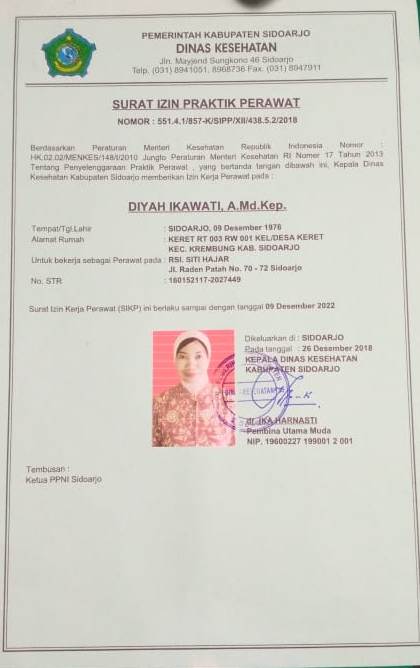 PEMERINTAH KABUPATEN SIDOARJO
DINAS KESEHATAN
Jln. Mayjend Sungkono 46 Sidoarjo
Telp. (031) 8941051, 8968736 Fax. (031) 8947911
SURAT IZIN PRAKTIK PERAWAT
NOMOR : 551.4.1/857-K/SIPP/XII/438.5.2/2018
Berdasarkan Peraturan Menteri Kesehatan Republik Indonesia Nomor :
HK.02.02/MENKES/148/I/2010 Jungto Peraturan Menteri Kesehatan RI Nomor 17 Tahun 2013
Tentang Penyelenggaraan Praktik Perawat , yang bertanda tangan dibawah ini, Kepala Dinas
Kesehatan Kabupaten Sidoarjo memberikan Izin Kerja Perawat pada :
DIYAH IKAWATI, A.Md.Kep.
Tempat/Tgl.Lahir : SIDOARJO, 09 Desember 1976
Alamat Rumah : KERET RT 003 RW 001 KEL/DESA KERET
KEC. KREMBUNG KAB. SIDOARJO
Untuk bekerja sebagai Perawat pada : RSI. SITI HAJAR
Jl. Raden Patah No. 70 - 72 Sidoarjo
No. STR : 160152117-2027449
Surat Izin Kerja Perawat (SIKP) ini berlaku sampai dengan tanggal 09 Desember 2022
Dikeluarkan di : SIDOARJO
Pada tanggal : 26 Desember 2018
KEPALA DINAS KESEHATAN
KABUPATEN SIDOARJO
IKA HARNASTI
Pembina Utama Muda
NIP. 19600227 199001 2 001
Tembusan :
Ketua PPNI Sidoarjo